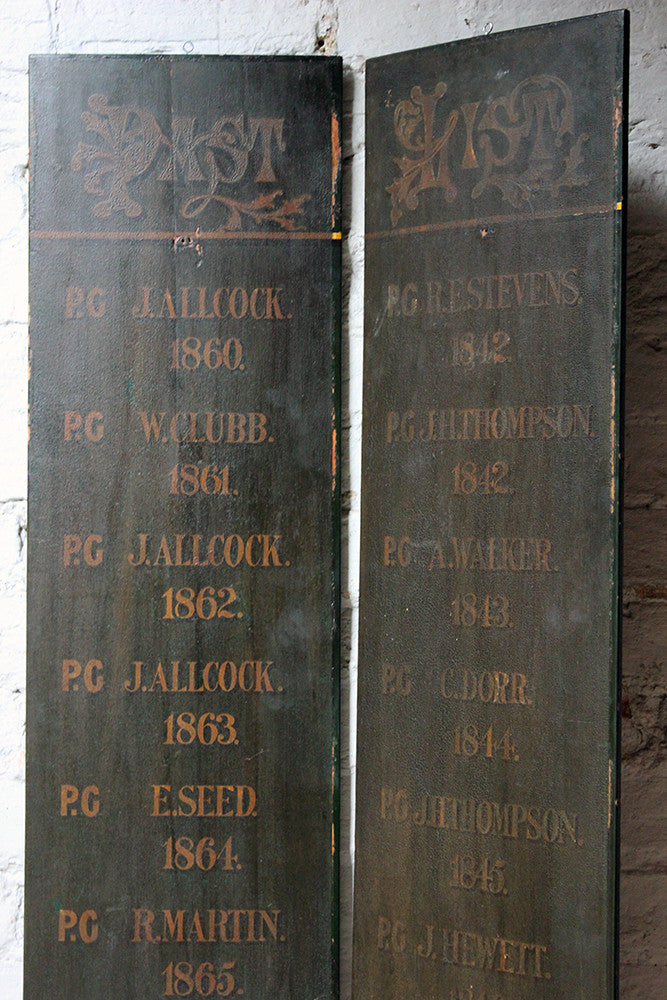 PAST
P.G J.ALLCOCK.
1860.
P.G W.CLUBB.
1861.
P.G J.ALLCOCK.
1862.
P.G J.ALLCOCK.
1863.
P.G E.SEED.
1864.
P.G R.MARTIN.
1865.
LIST
P.G R.F.STEVENS.
1842.
P.G J.H.THOMPSON.
1842.
P.G A.WALKER.
1843.
P.G C.DORR.
1844.
P.G J.H.THOMPSON.
1845.
P.G J.HEWETT.